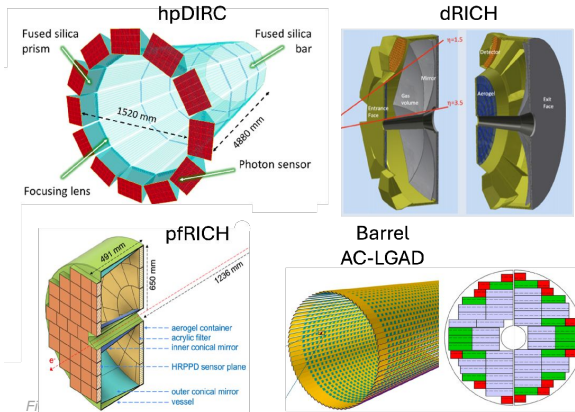 hpDIRC
dRICH
Fused silica
prism
Fused silica
bar
1520 mm
4880 mm
Focusing lens
Photon sensor
η=1.5
Detector
Mirror
Gas
volume
Entrance
Face
η=3.5
Aerogel
Exit
Face
pfRICH
491 mm
650 mm
1236 mm
aerogel container
acrylic filter
inner conical mirror
HRPPD sensor plane
outer conical mirror
vessel
e-
Fi
Barrel
AC-LGAD